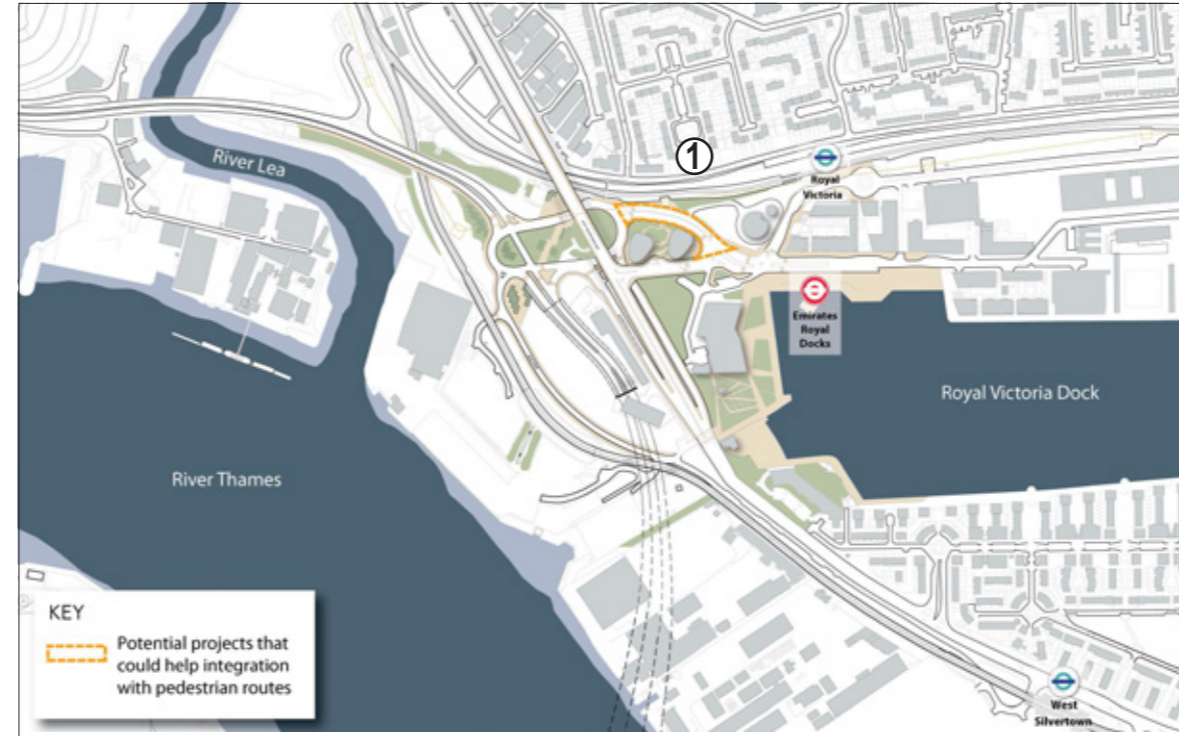 River Lea
①
Royal
Victoria
Emirates
Royal
Docks
Royal Victoria Dock
River Thames
KEY
Potential projects that
could help integration
with pedestrian routes
West
Silvertown